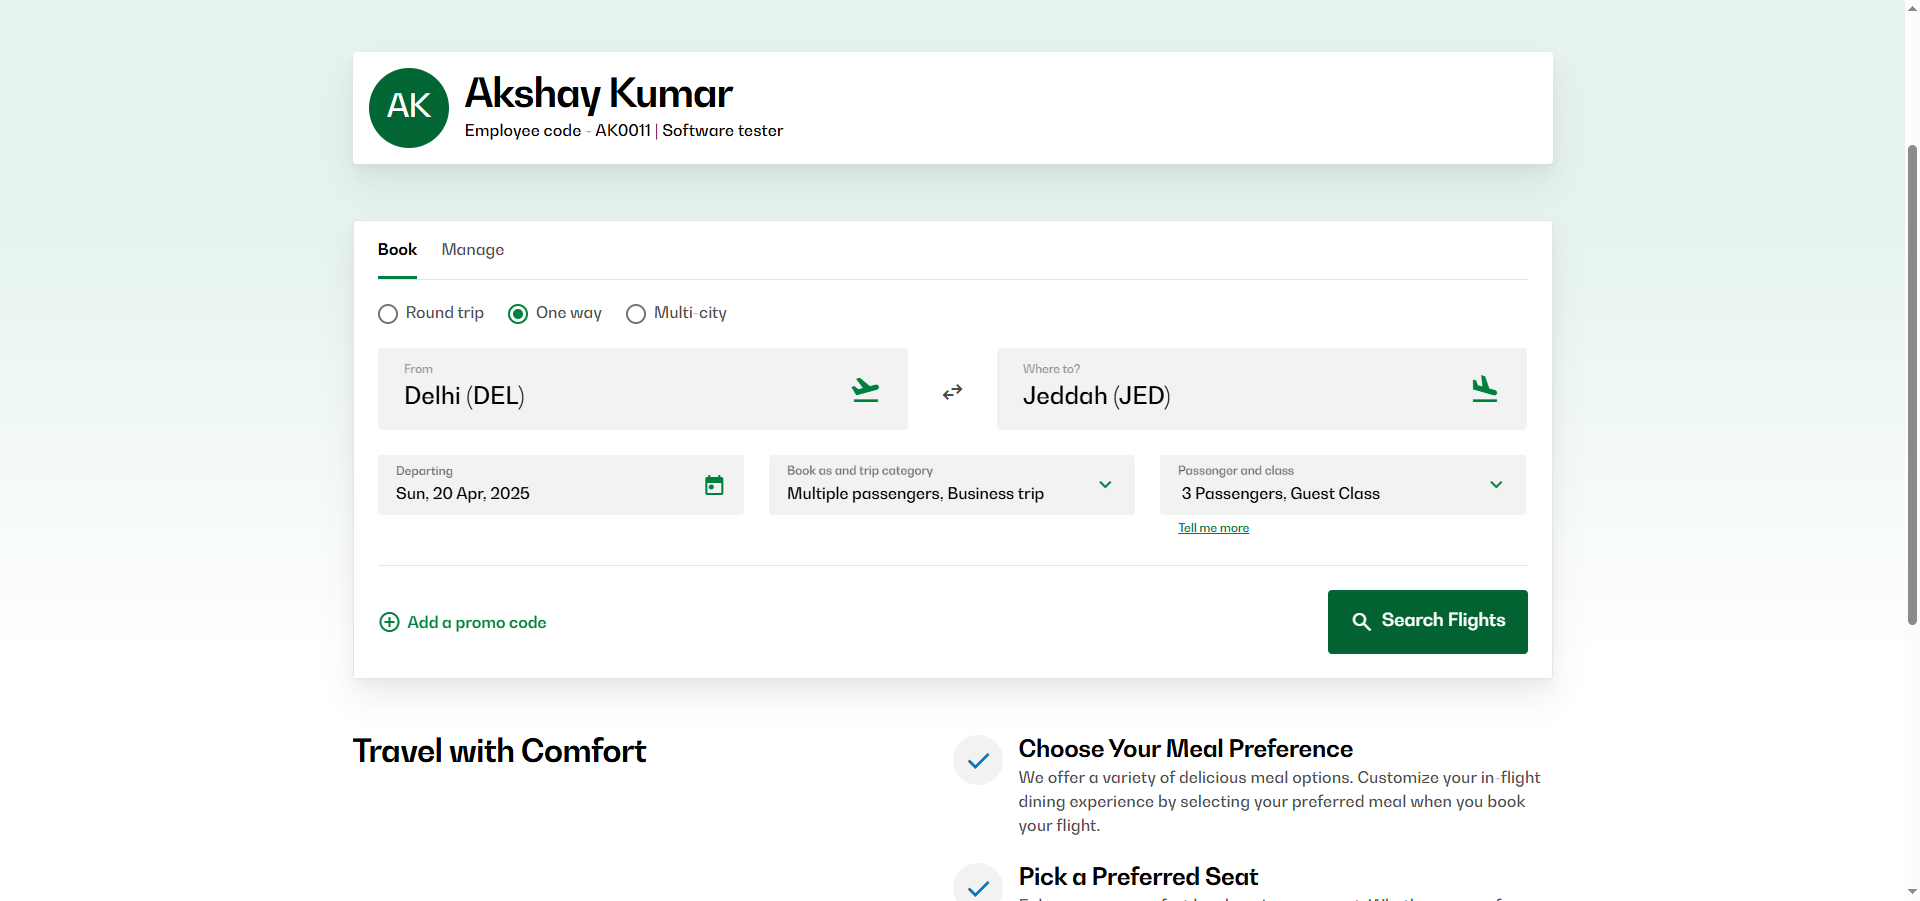 AK
Akshay Kumar
Employee code - AK0011 | Software tester
Book
Manage
Round trip
One way
Multi-city
From
Delhi (DEL)
Where to?
Jeddah (JED)
Departing
Sun, 20 Apr, 2025
Book as and trip category
Multiple passengers, Business trip
Passenger and class
3 Passengers, Guest Class
Tell me more
Add a promo code
Search Flights
Travel with Comfort
Choose Your Meal Preference
We offer a variety of delicious meal options. Customize your in-flight
dining experience by selecting your preferred meal when you book
your flight.
Pick a Preferred Seat